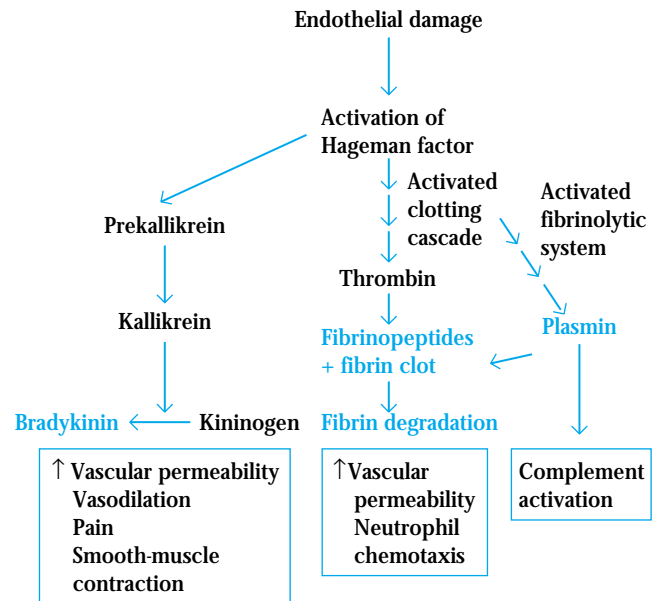 Endothelial damage
Activation of
Hageman factor
Activated
clotting
cascade
Activated
fibrinolytic
system
Prekallikrein
Thrombin
Kallikrein
Fibrinopeptides
+ fibrin clot
Plasmin
Bradykinin
Kininogen
Fibrin degradation
↑ Vascular permeability
Vasodilation
Pain
Smooth-muscle
contraction
↑Vascular
permeability
Neutrophil
chemotaxis
Complement
activation